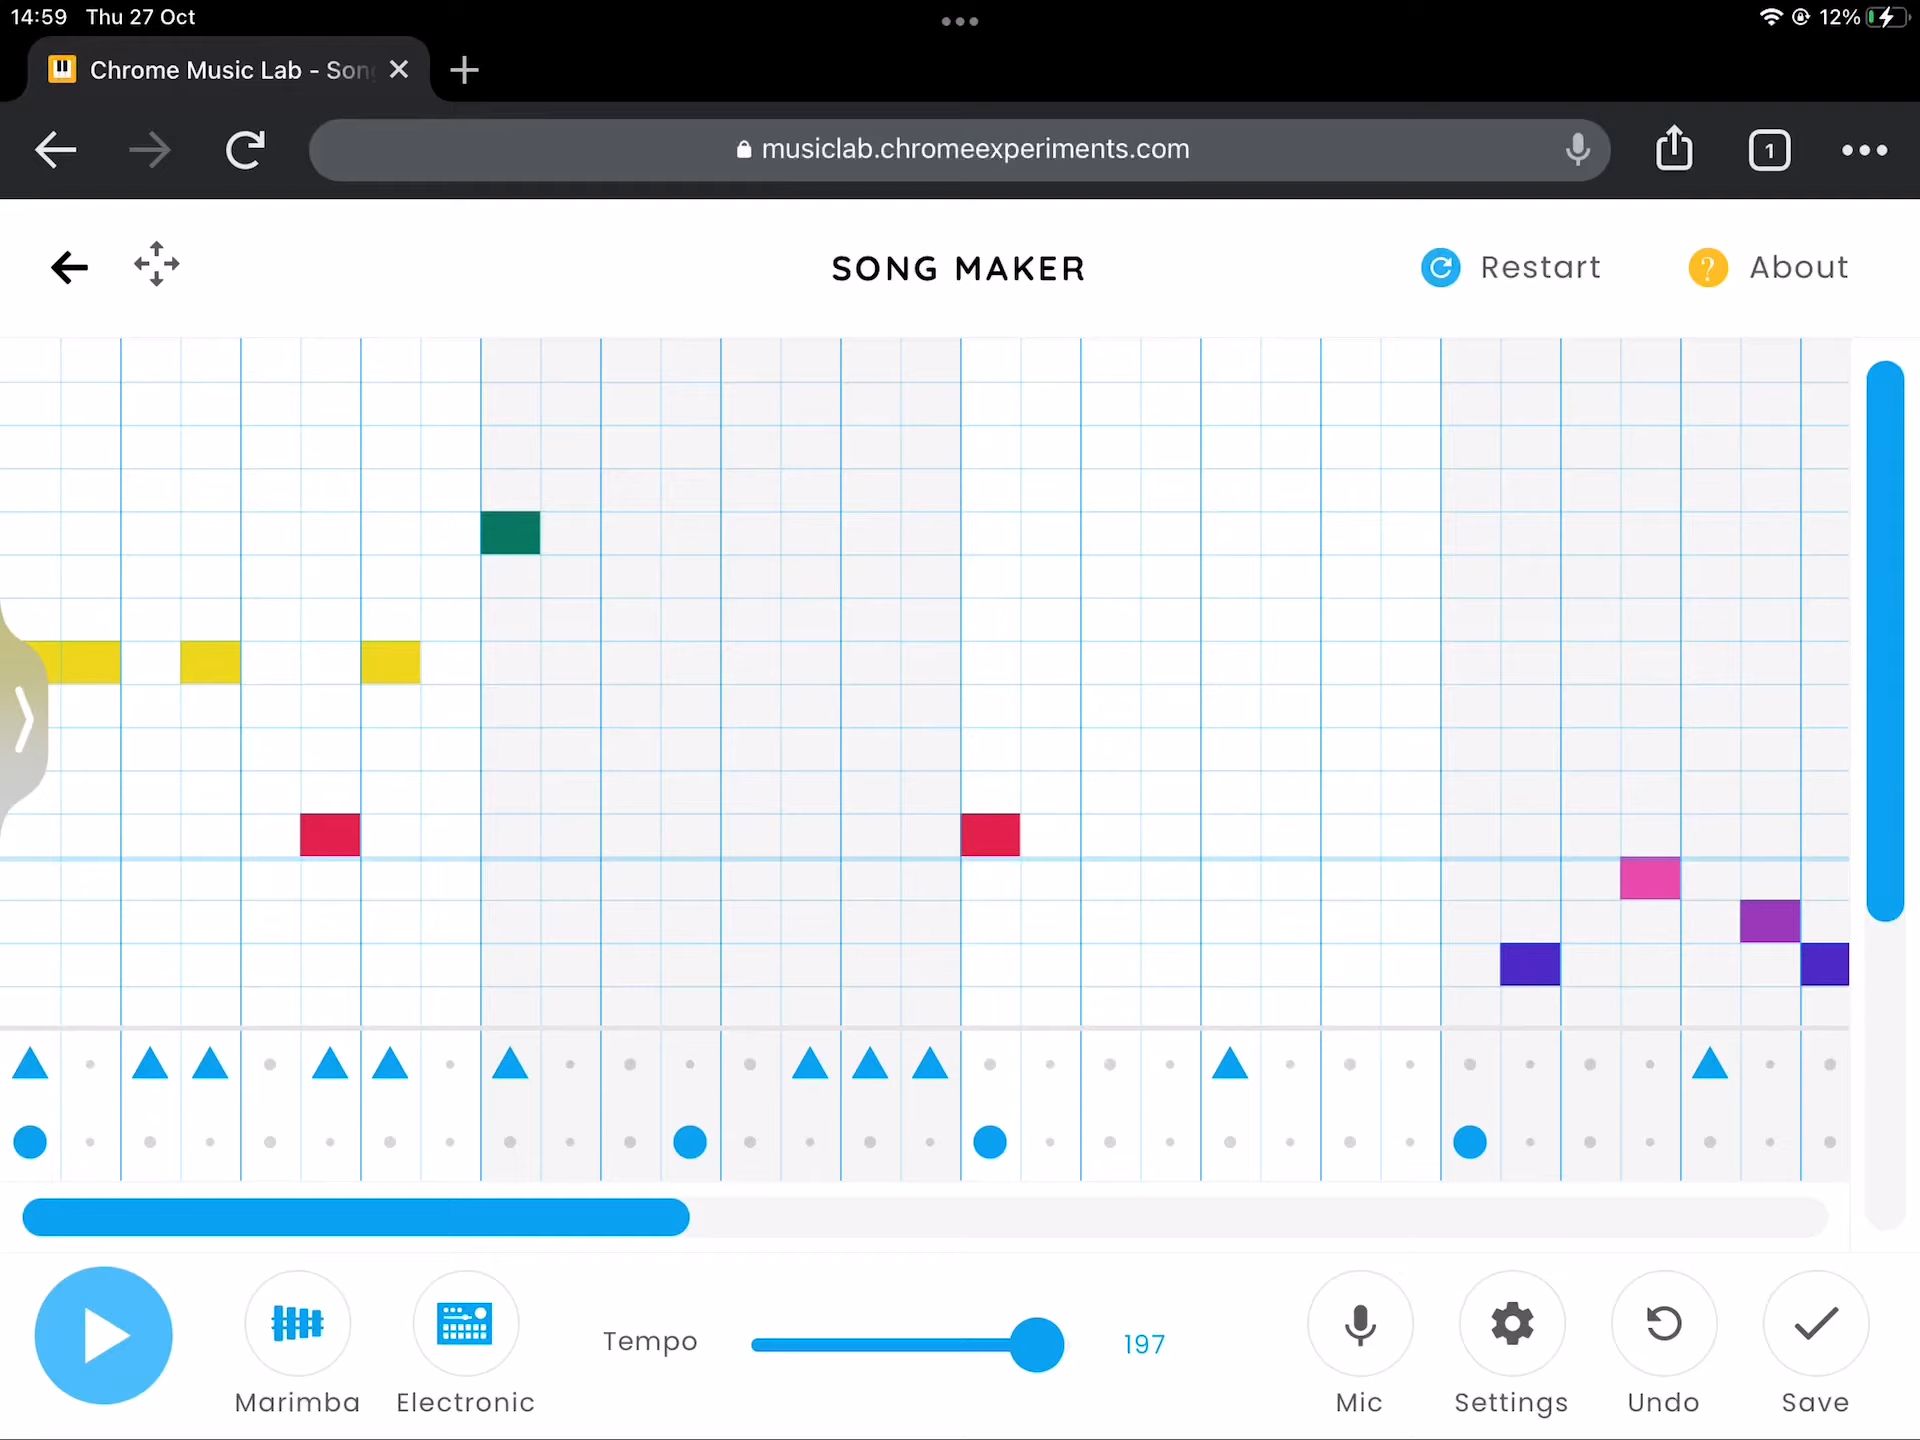 14:59 Thu 27 Oct
12%
Chrome Music Lab - Son
musiclab.chromeexperiments.com
1
SONG MAKER
Restart
? About
Tempo
197
Marimba
Electronic
Mic
Settings
Undo
Save